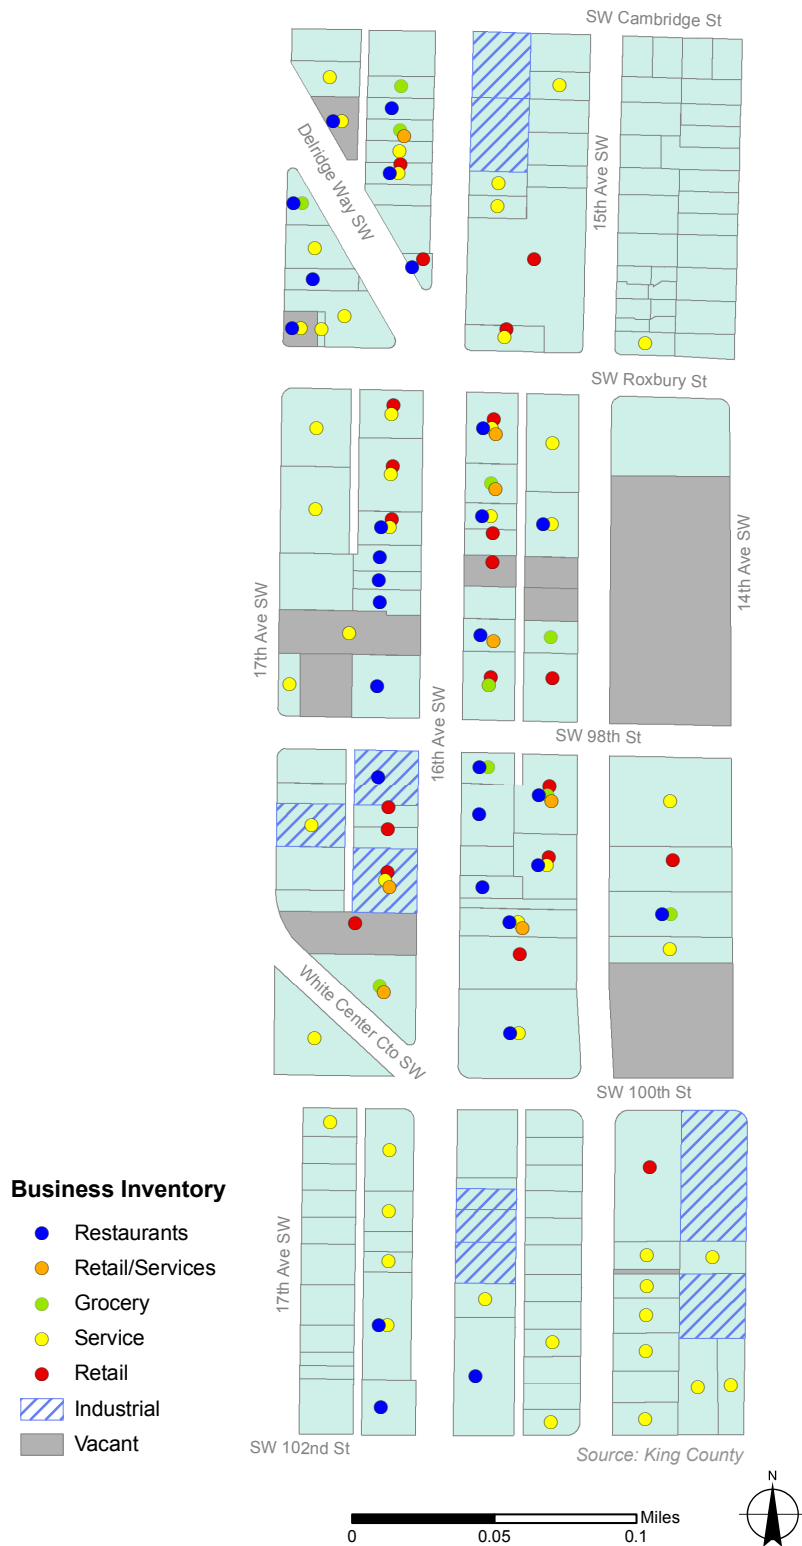 SW Cambridge St
Delridge Way SW
15th Ave SW
SW Roxbury St
17th Ave SW
14th Ave SW
16th Ave SW
SW 98th St
White Center Cto SW
SW 100th St
Business Inventory
Restaurants
Retail/Services
Grocery
Service
Retail
Industrial
Vacant
17th Ave SW
SW 102nd St
Source: King County
N
Miles
0 0.05 0.1